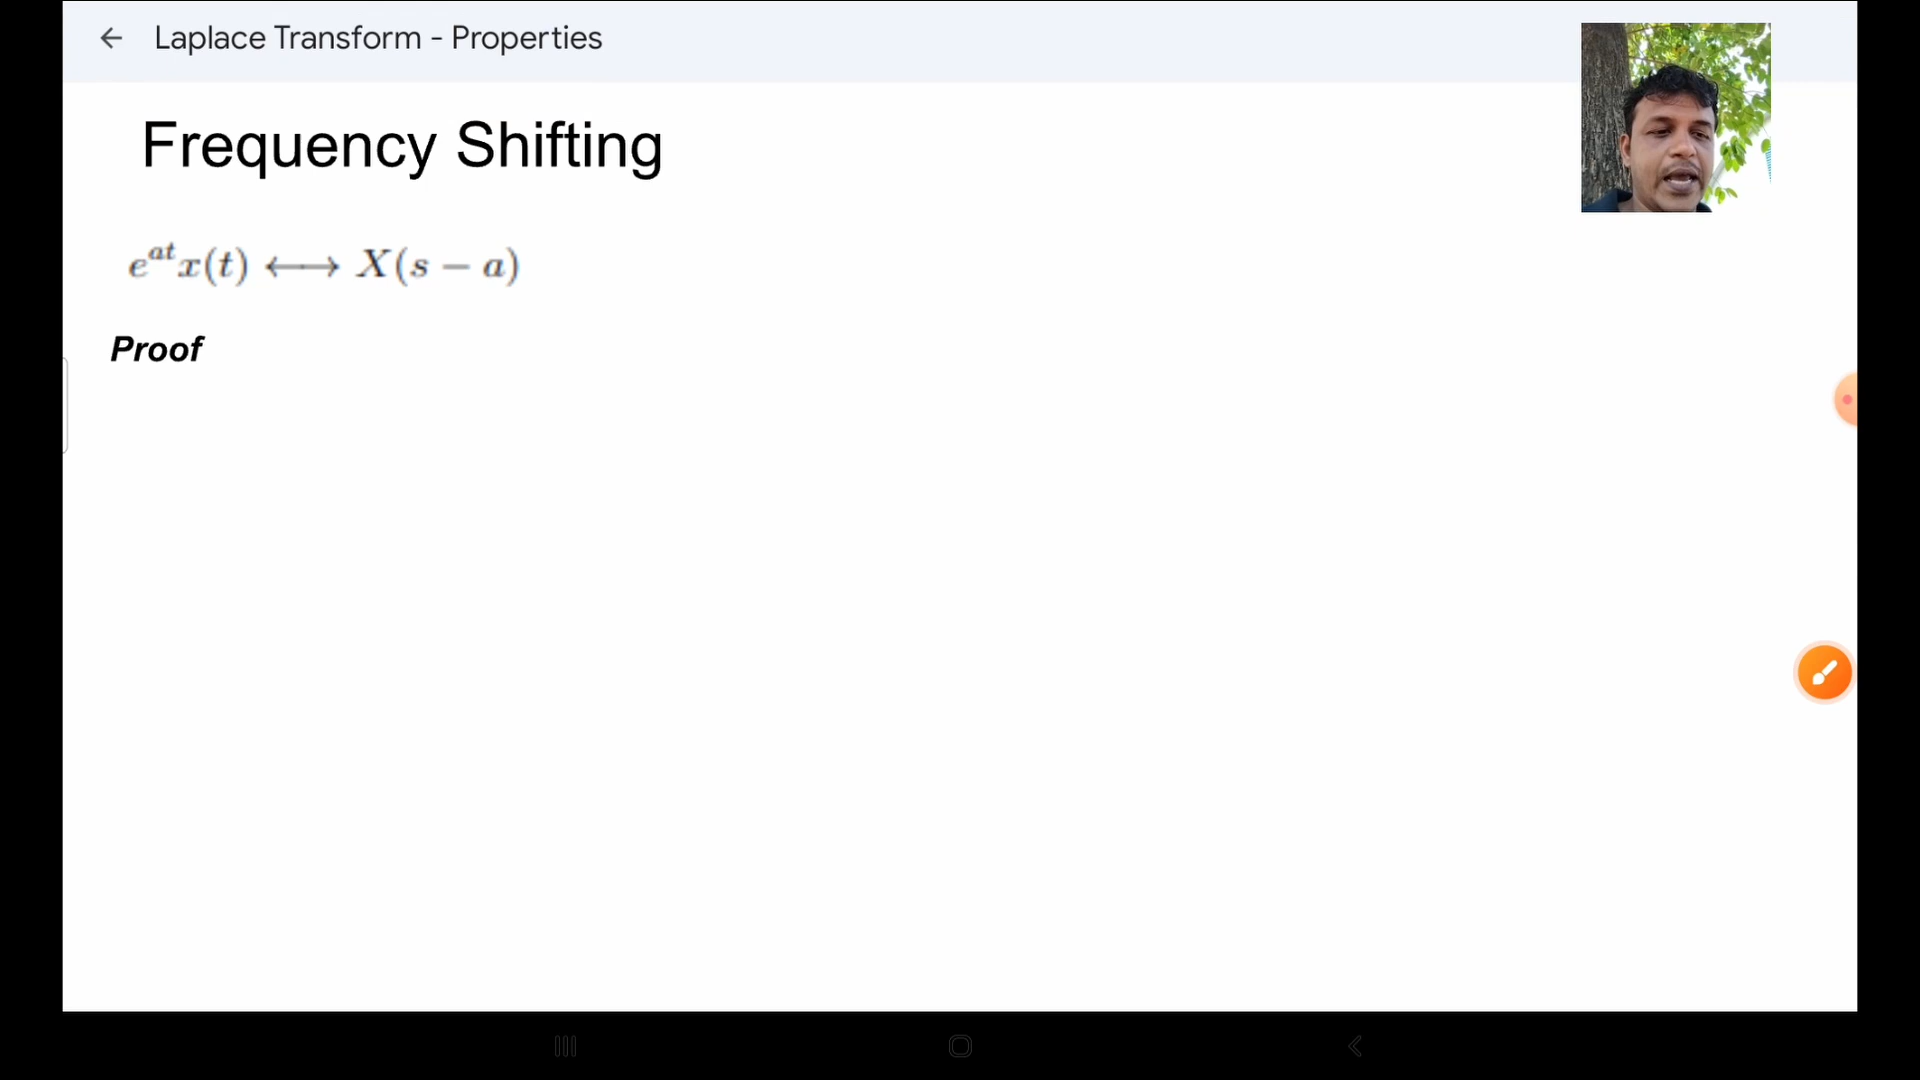 Laplace Transform - Properties
Frequency Shifting
e^{at}x(t) ⟷ X(s − a)
Proof